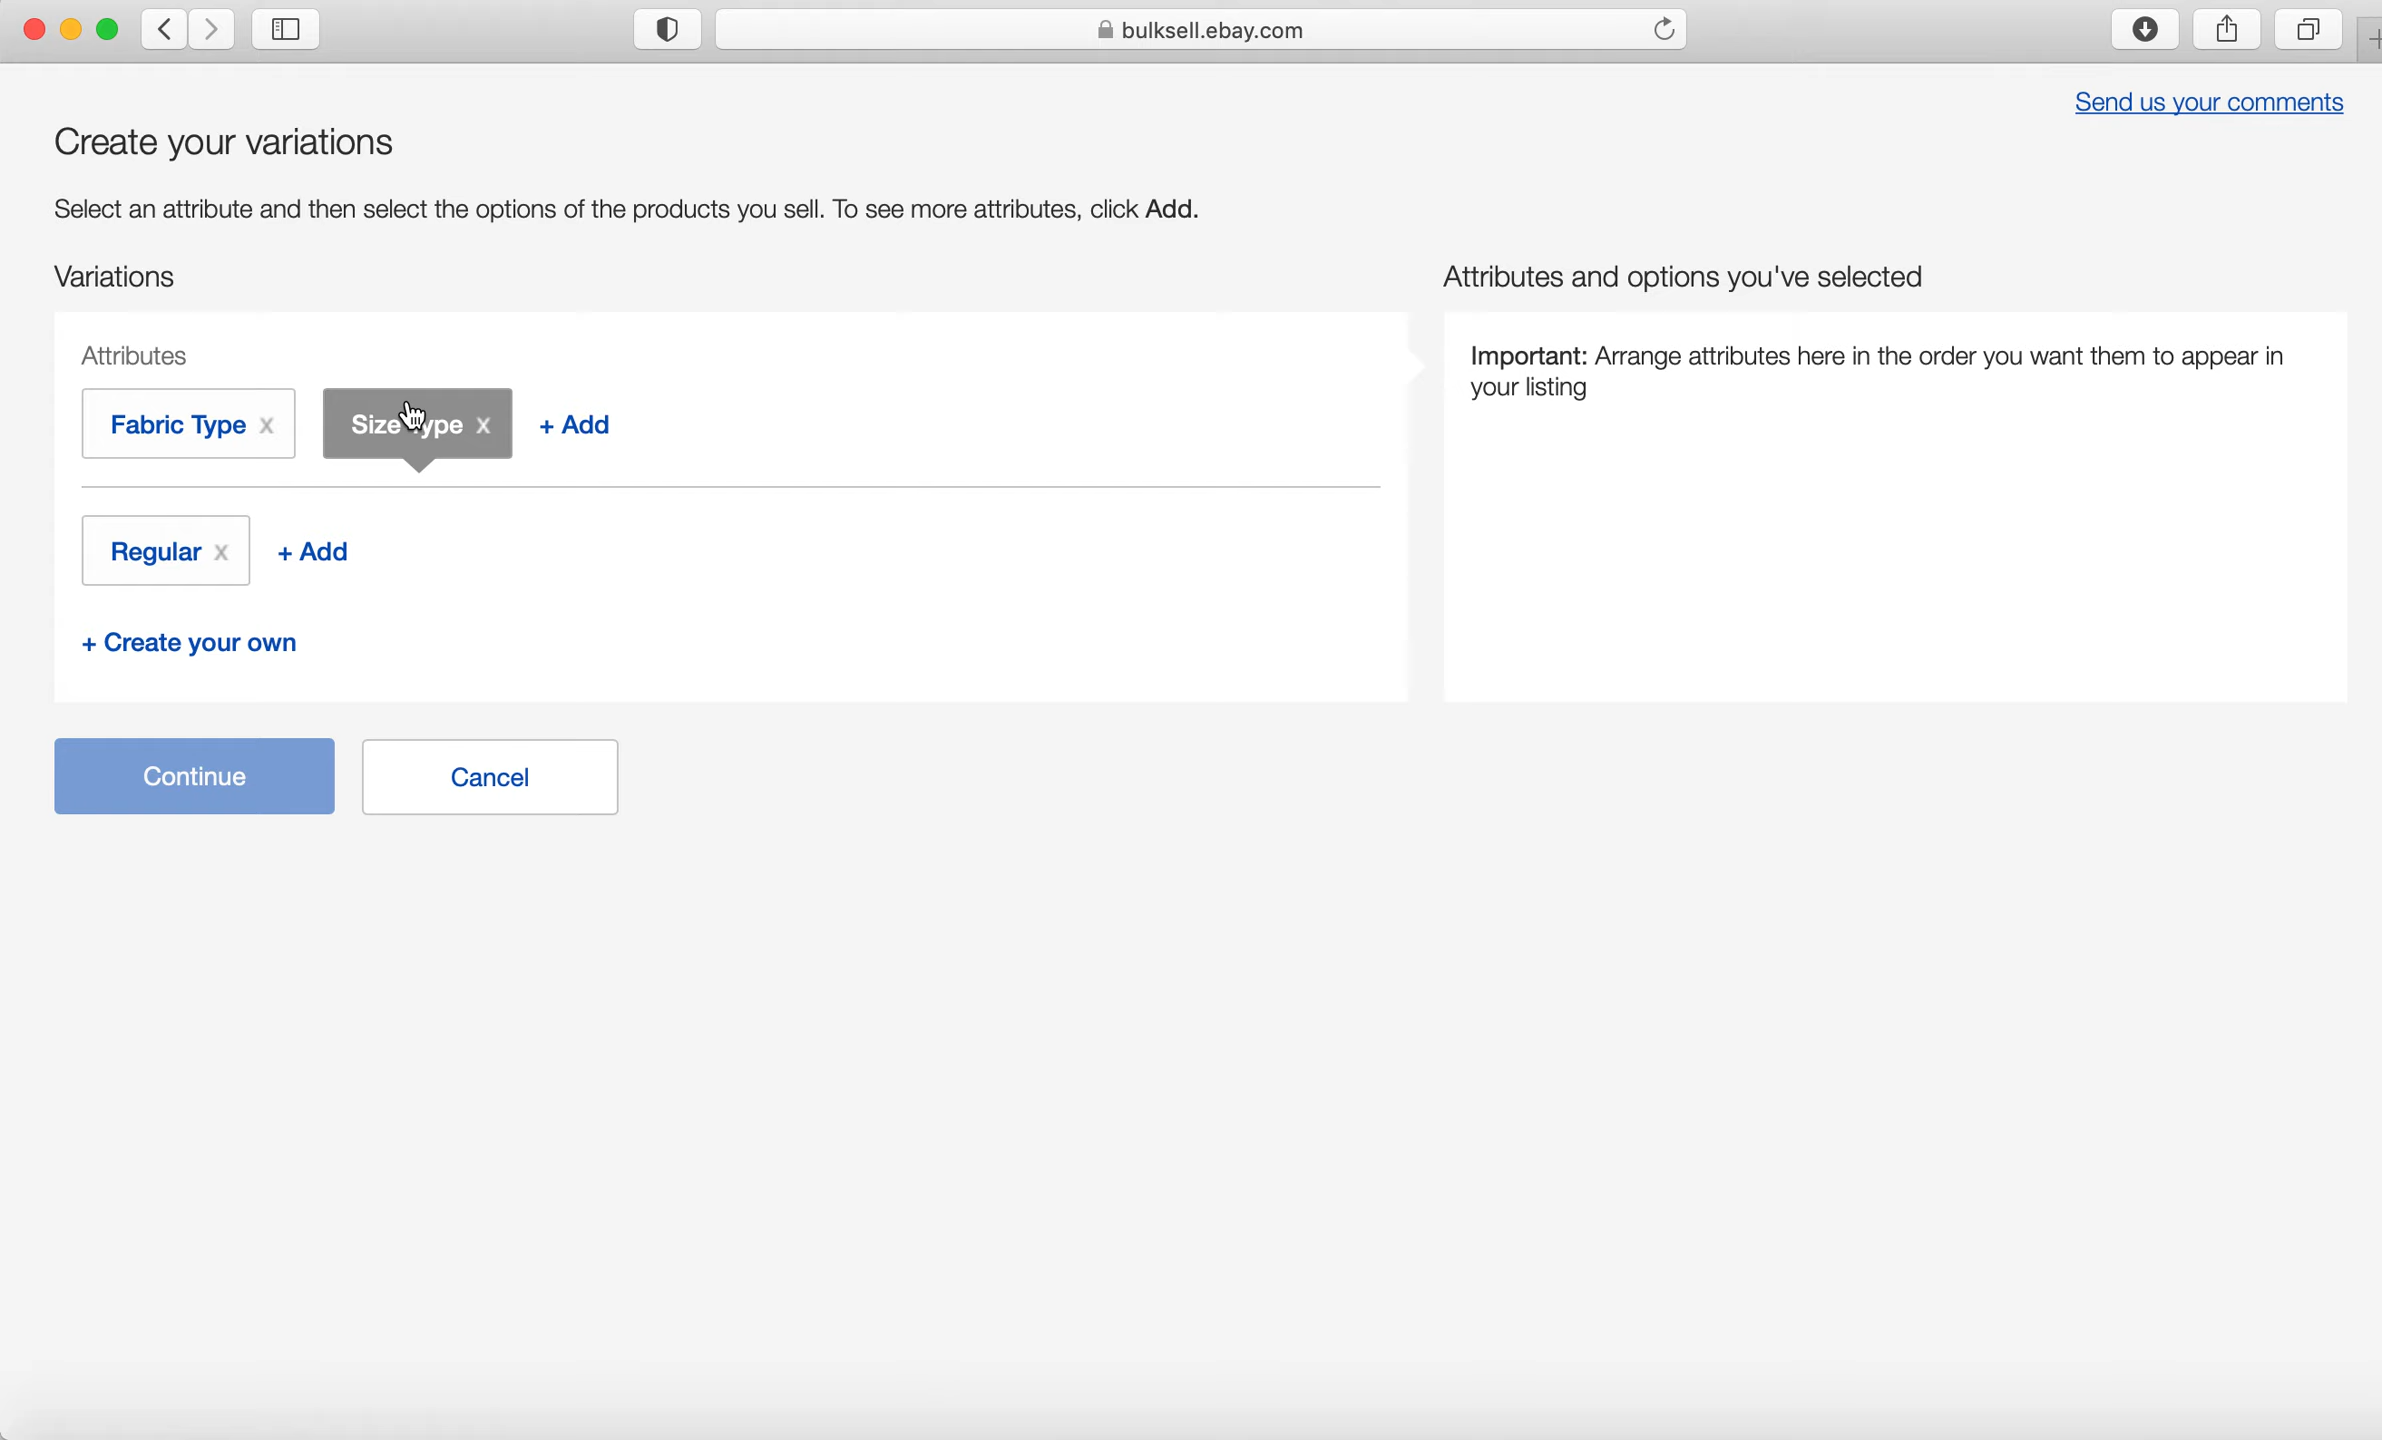 bulksell.ebay.com
Send us your comments
Create your variations
Select an attribute and then select the options of the products you sell. To see more attributes, click Add.
Variations
Attributes and options you've selected
Attributes
Important: Arrange attributes here in the order you want them to appear in
your listing
Fabric Type x Size Type x + Add
Regular x + Add
+ Create your own
Continue Cancel